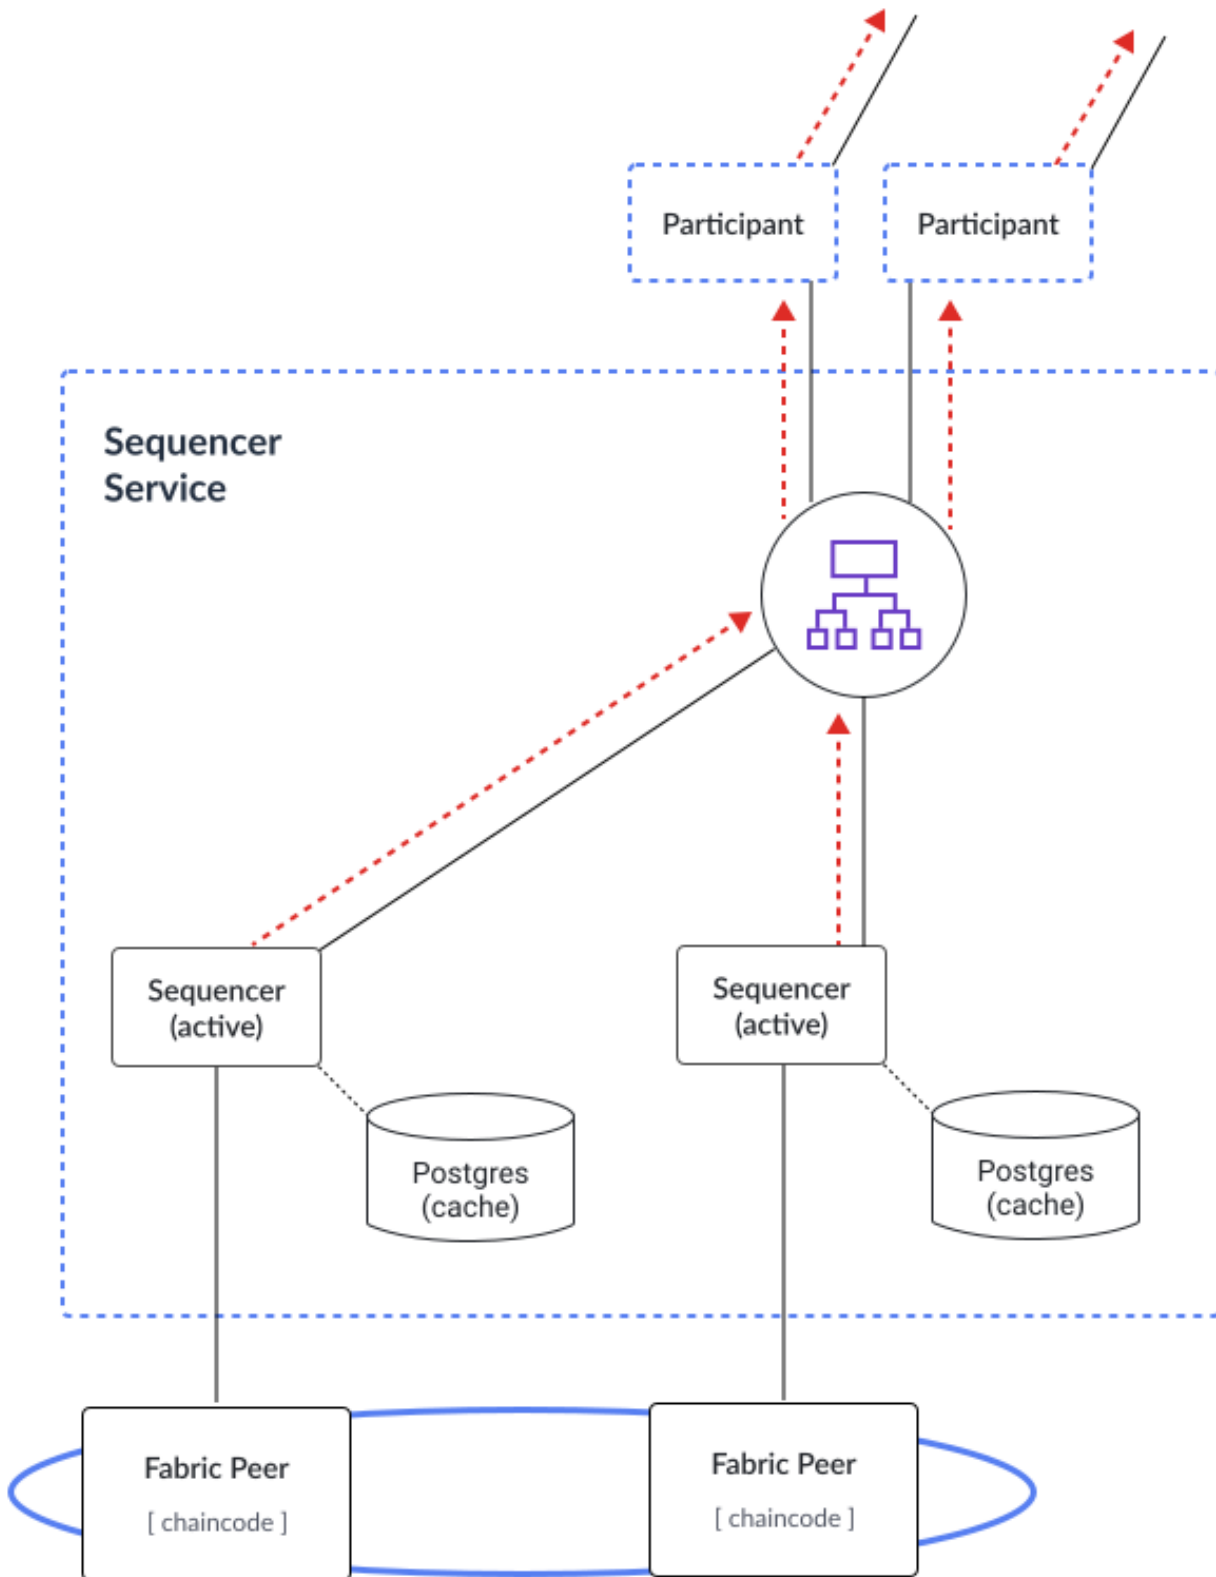 Participant
Participant
Sequencer
Service
Sequencer
(active)
Sequencer
(active)
Postgres
(cache)
Postgres
(cache)
Fabric Peer
[ chaincode ]
Fabric Peer
[ chaincode ]